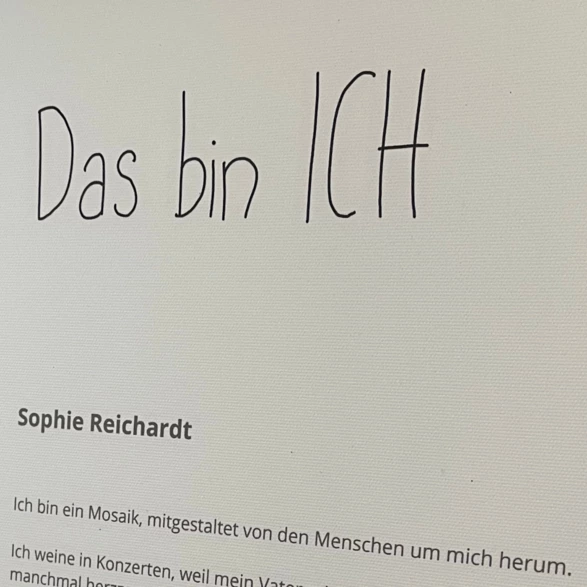 Das bin ICH
Sophie Reichardt
Ich bin ein Mosaik, mitgestaltet von den Menschen um mich herum.
Ich weine in Konzerten, weil mein
manchmal